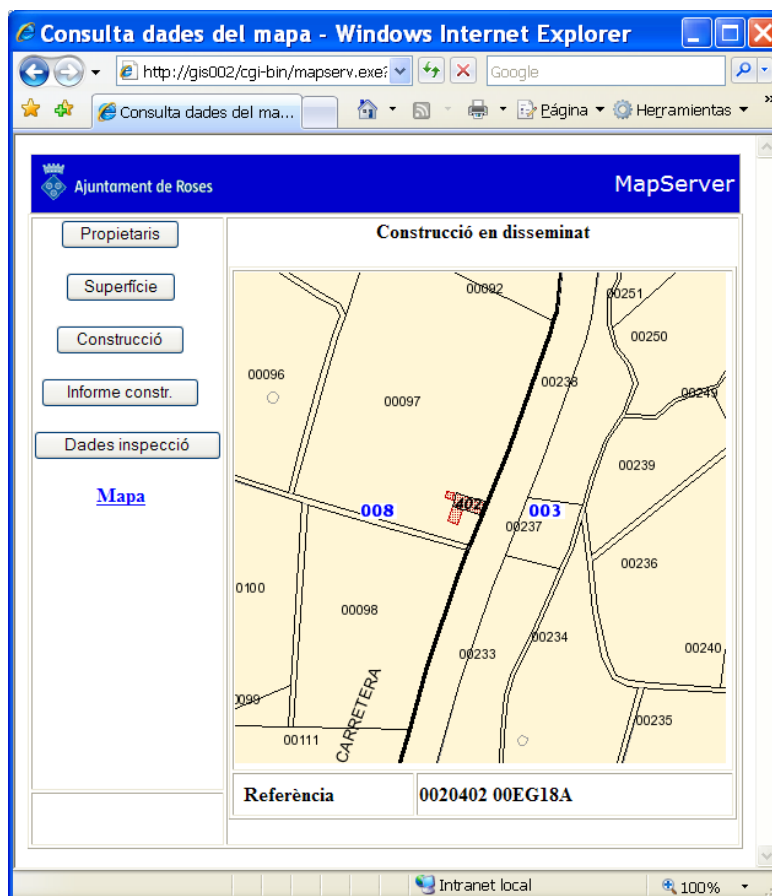 Consulta dades del mapa - Windows Internet Explorer
http://gis002/cgi-bin/mapserv.exe?
Google
Consulta dades del ma...
Página
Herramientas
»
Ajuntament de Roses
MapServer
Propietaris
Superfície
Construcció
Informe constr.
Dades inspecció
Mapa
Construcció en disseminat
00092
00251
00250
00096
00097
00238
00249
00239
402
008
003
00237
00236
0100
00098
00234
00233
00240
0099
CARRETERA
00235
00111
Referència
0020402 00EG18A
Intranet local
100%